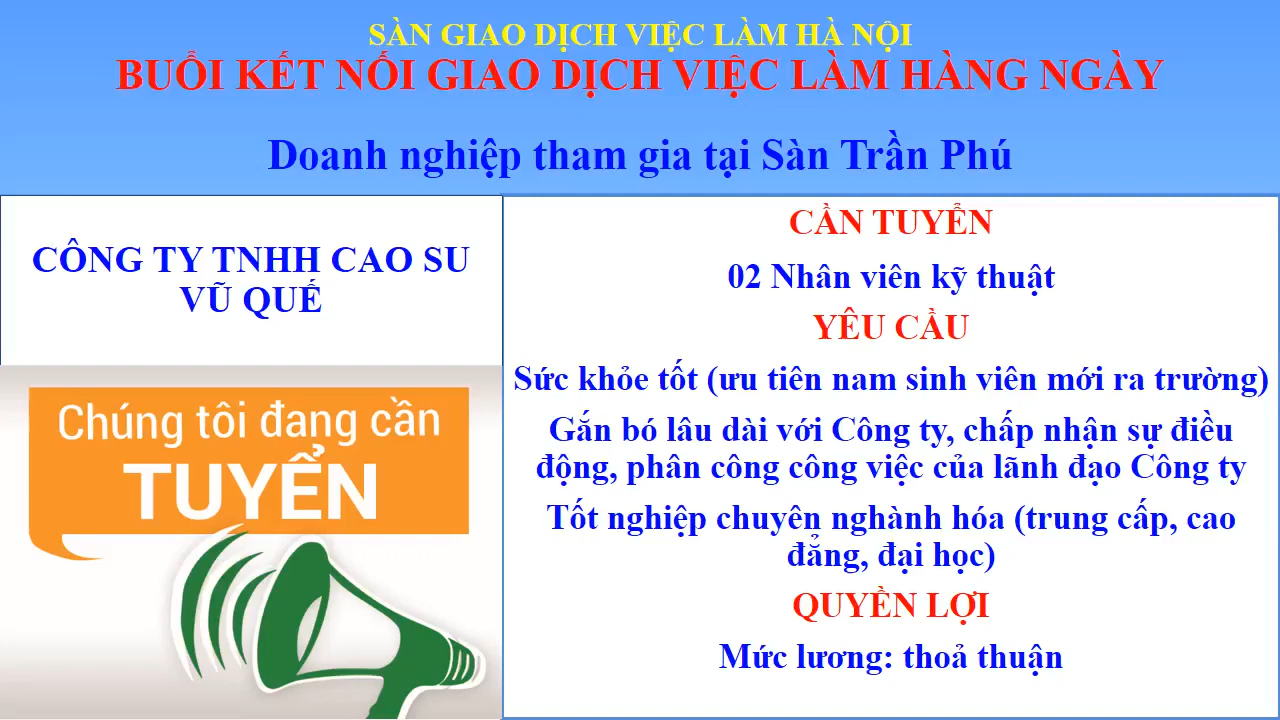 SÀN GIAO DỊCH VIỆC LÀM HÀ NỘI
BUỔI KẾT NỐI GIAO DỊCH VIỆC LÀM HÀNG NGÀY
Doanh nghiệp tham gia tại Sàn Trần Phú
CÔNG TY TNHH CAO SU
VŨ QUẾ
Chúng tôi đang cần
TUYỂN
CẦN TUYỂN
02 Nhân viên kỹ thuật
YÊU CẦU
Sức khỏe tốt (ưu tiên nam sinh viên mới ra trường)
Gắn bó lâu dài với Công ty, chấp nhận sự điều
động, phân công công việc của lãnh đạo Công ty
Tốt nghiệp chuyên nghành hóa (trung cấp, cao
đẳng, đại học)
QUYỀN LỢI
Mức lương: thoả thuận